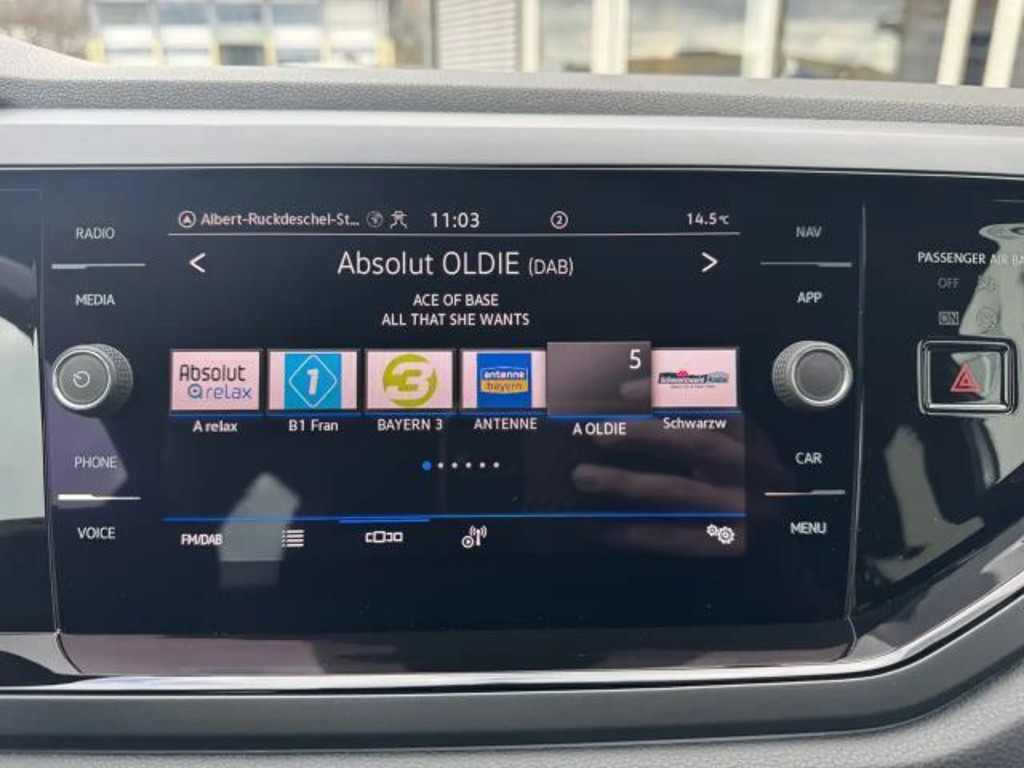 RADIO
MEDIA
PHONE
VOICE
Albert-Ruckdeschel-St... 11:03 2 14.5°C
< Absolut OLDIE (DAB) >
ACE OF BASE
ALL THAT SHE WANTS
Absolut
relax
1
3
antenne
bayern
5
Schwarzwald
A relax B1 Fran BAYERN 3 ANTENNE A OLDIE Schwarzw
FM/DAB
NAV
APP
CAR
MENU
PASSENGER AIR BA
OFF
ON